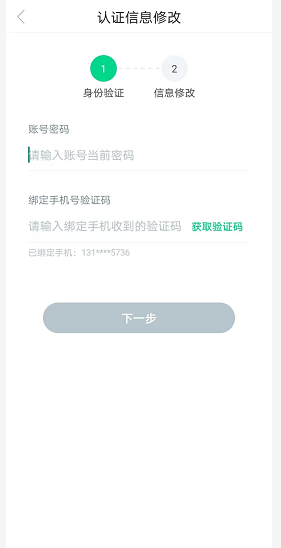 认证信息修改
1
2
身份验证
信息修改
账号密码
请输入账号当前密码
绑定手机号验证码
请输入绑定手机收到的验证码 获取验证码
已绑定手机：131****5736
下一步